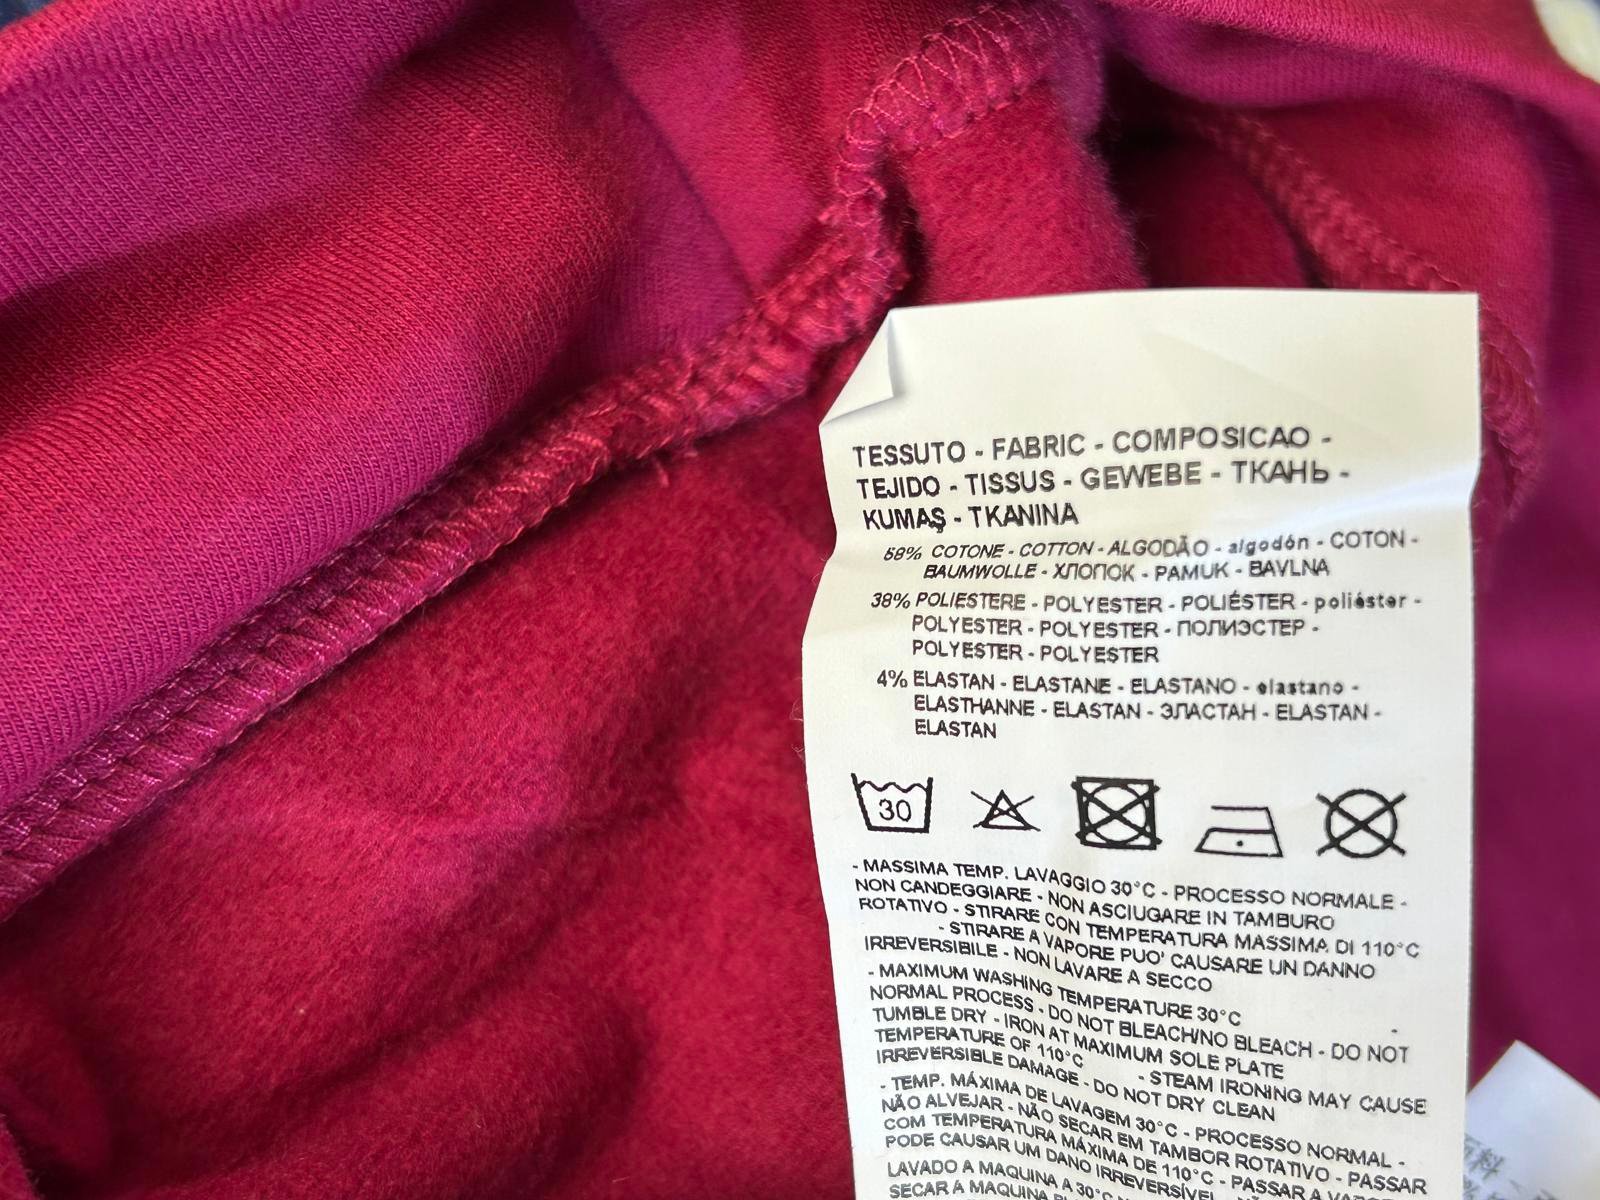 TESSUTO - FABRIC - COMPOSICAO -
TEJIDO - TISSUS - GEWEBE - ТКАНЬ -
KUMAŞ - TKANINA
58% COTONE - COTTON - ALGODÃO - algodón - COTON -
BAUMWOLLE - ХЛОПОК - PAMUK - BAVLNA
38% POLIESTERE - POLYESTER - POLIÉSTER - poliéster -
POLYESTER - POLYESTER - ПОЛИЭСТЕР -
POLYESTER - POLYESTER
4% ELASTAN - ELASTANE - ELASTANO - elastano -
ELASTHANNE - ELASTAN - ЭЛАСТАН - ELASTAN -
ELASTAN
30
- MASSIMA TEMP. LAVAGGIO 30°C - PROCESSO NORMALE -
NON CANDEGGIARE - NON ASCIUGARE IN TAMBURO
ROTATIVO - STIRARE CON TEMPERATURA MASSIMA DI 110°C
- STIRARE A VAPORE PUO' CAUSARE UN DANNO
IRREVERSIBILE - NON LAVARE A SECCO
- MAXIMUM WASHING TEMPERATURE 30°C -
NORMAL PROCESS - DO NOT BLEACH/NO BLEACH - DO NOT
TUMBLE DRY - IRON AT MAXIMUM SOLE PLATE
TEMPERATURE OF 110°C - STEAM IRONING MAY CAUSE
IRREVERSIBLE DAMAGE - DO NOT DRY CLEAN
- TEMP. MÁXIMA DE LAVAGEM 30°C - PROCESSO NORMAL -
NÃO ALVEJAR - NÃO SECAR EM TAMBOR ROTATIVO - PASSAR
COM TEMPERATURA MÁXIMA DE 110°C - PASSAR A
PODE CAUSAR UM DANO IRREVERSÍVEL
LAVADO A MAQUINA A 30°C
SECAR A MAQUINA